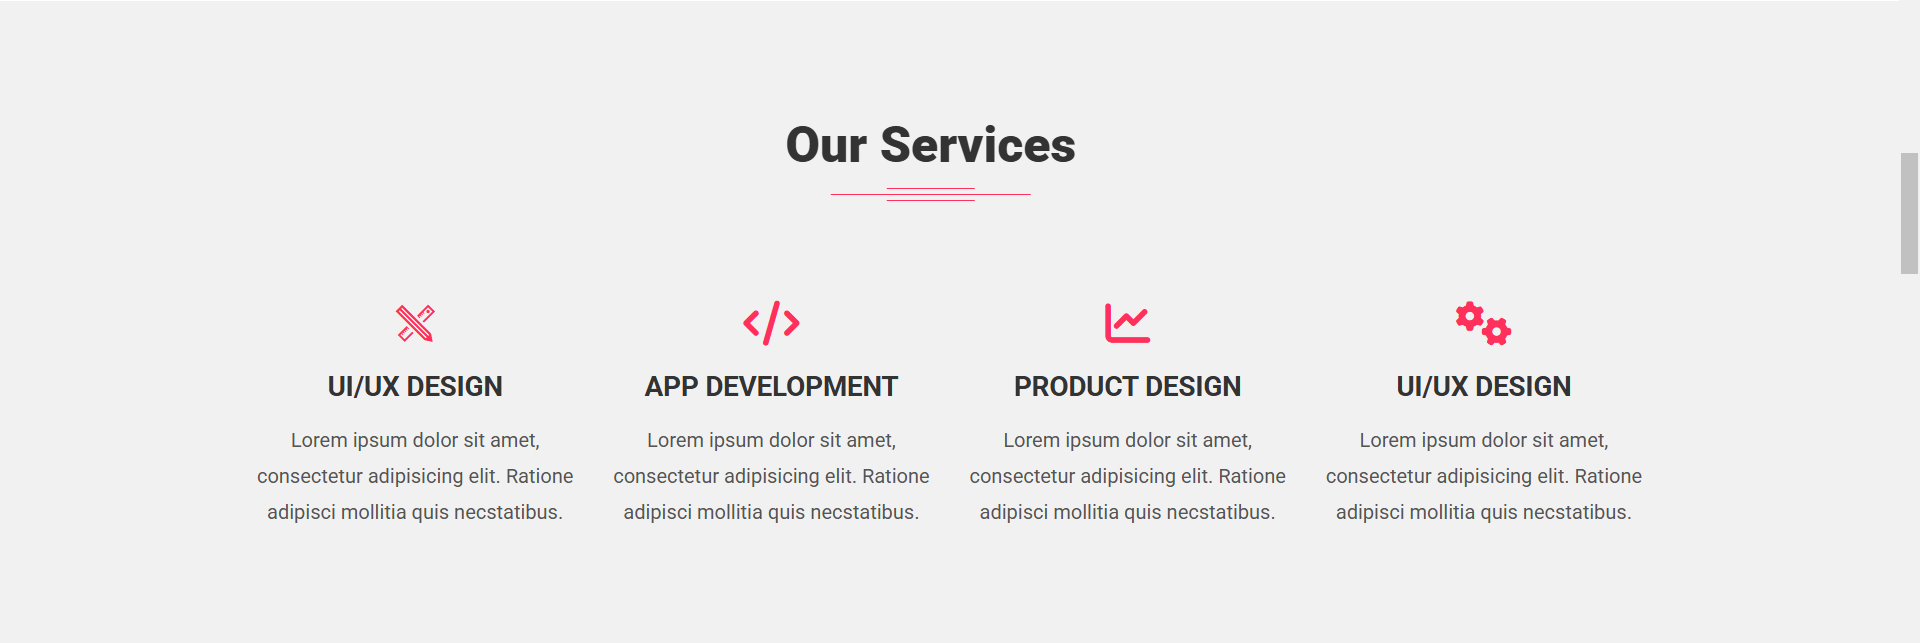 Our Services
UI/UX DESIGN
Lorem ipsum dolor sit amet,
consectetur adipisicing elit. Ratione
adipisci mollitia quis necstatibus.
APP DEVELOPMENT
Lorem ipsum dolor sit amet,
consectetur adipisicing elit. Ratione
adipisci mollitia quis necstatibus.
PRODUCT DESIGN
Lorem ipsum dolor sit amet,
consectetur adipisicing elit. Ratione
adipisci mollitia quis necstatibus.
UI/UX DESIGN
Lorem ipsum dolor sit amet,
consectetur adipisicing elit. Ratione
adipisci mollitia quis necstatibus.